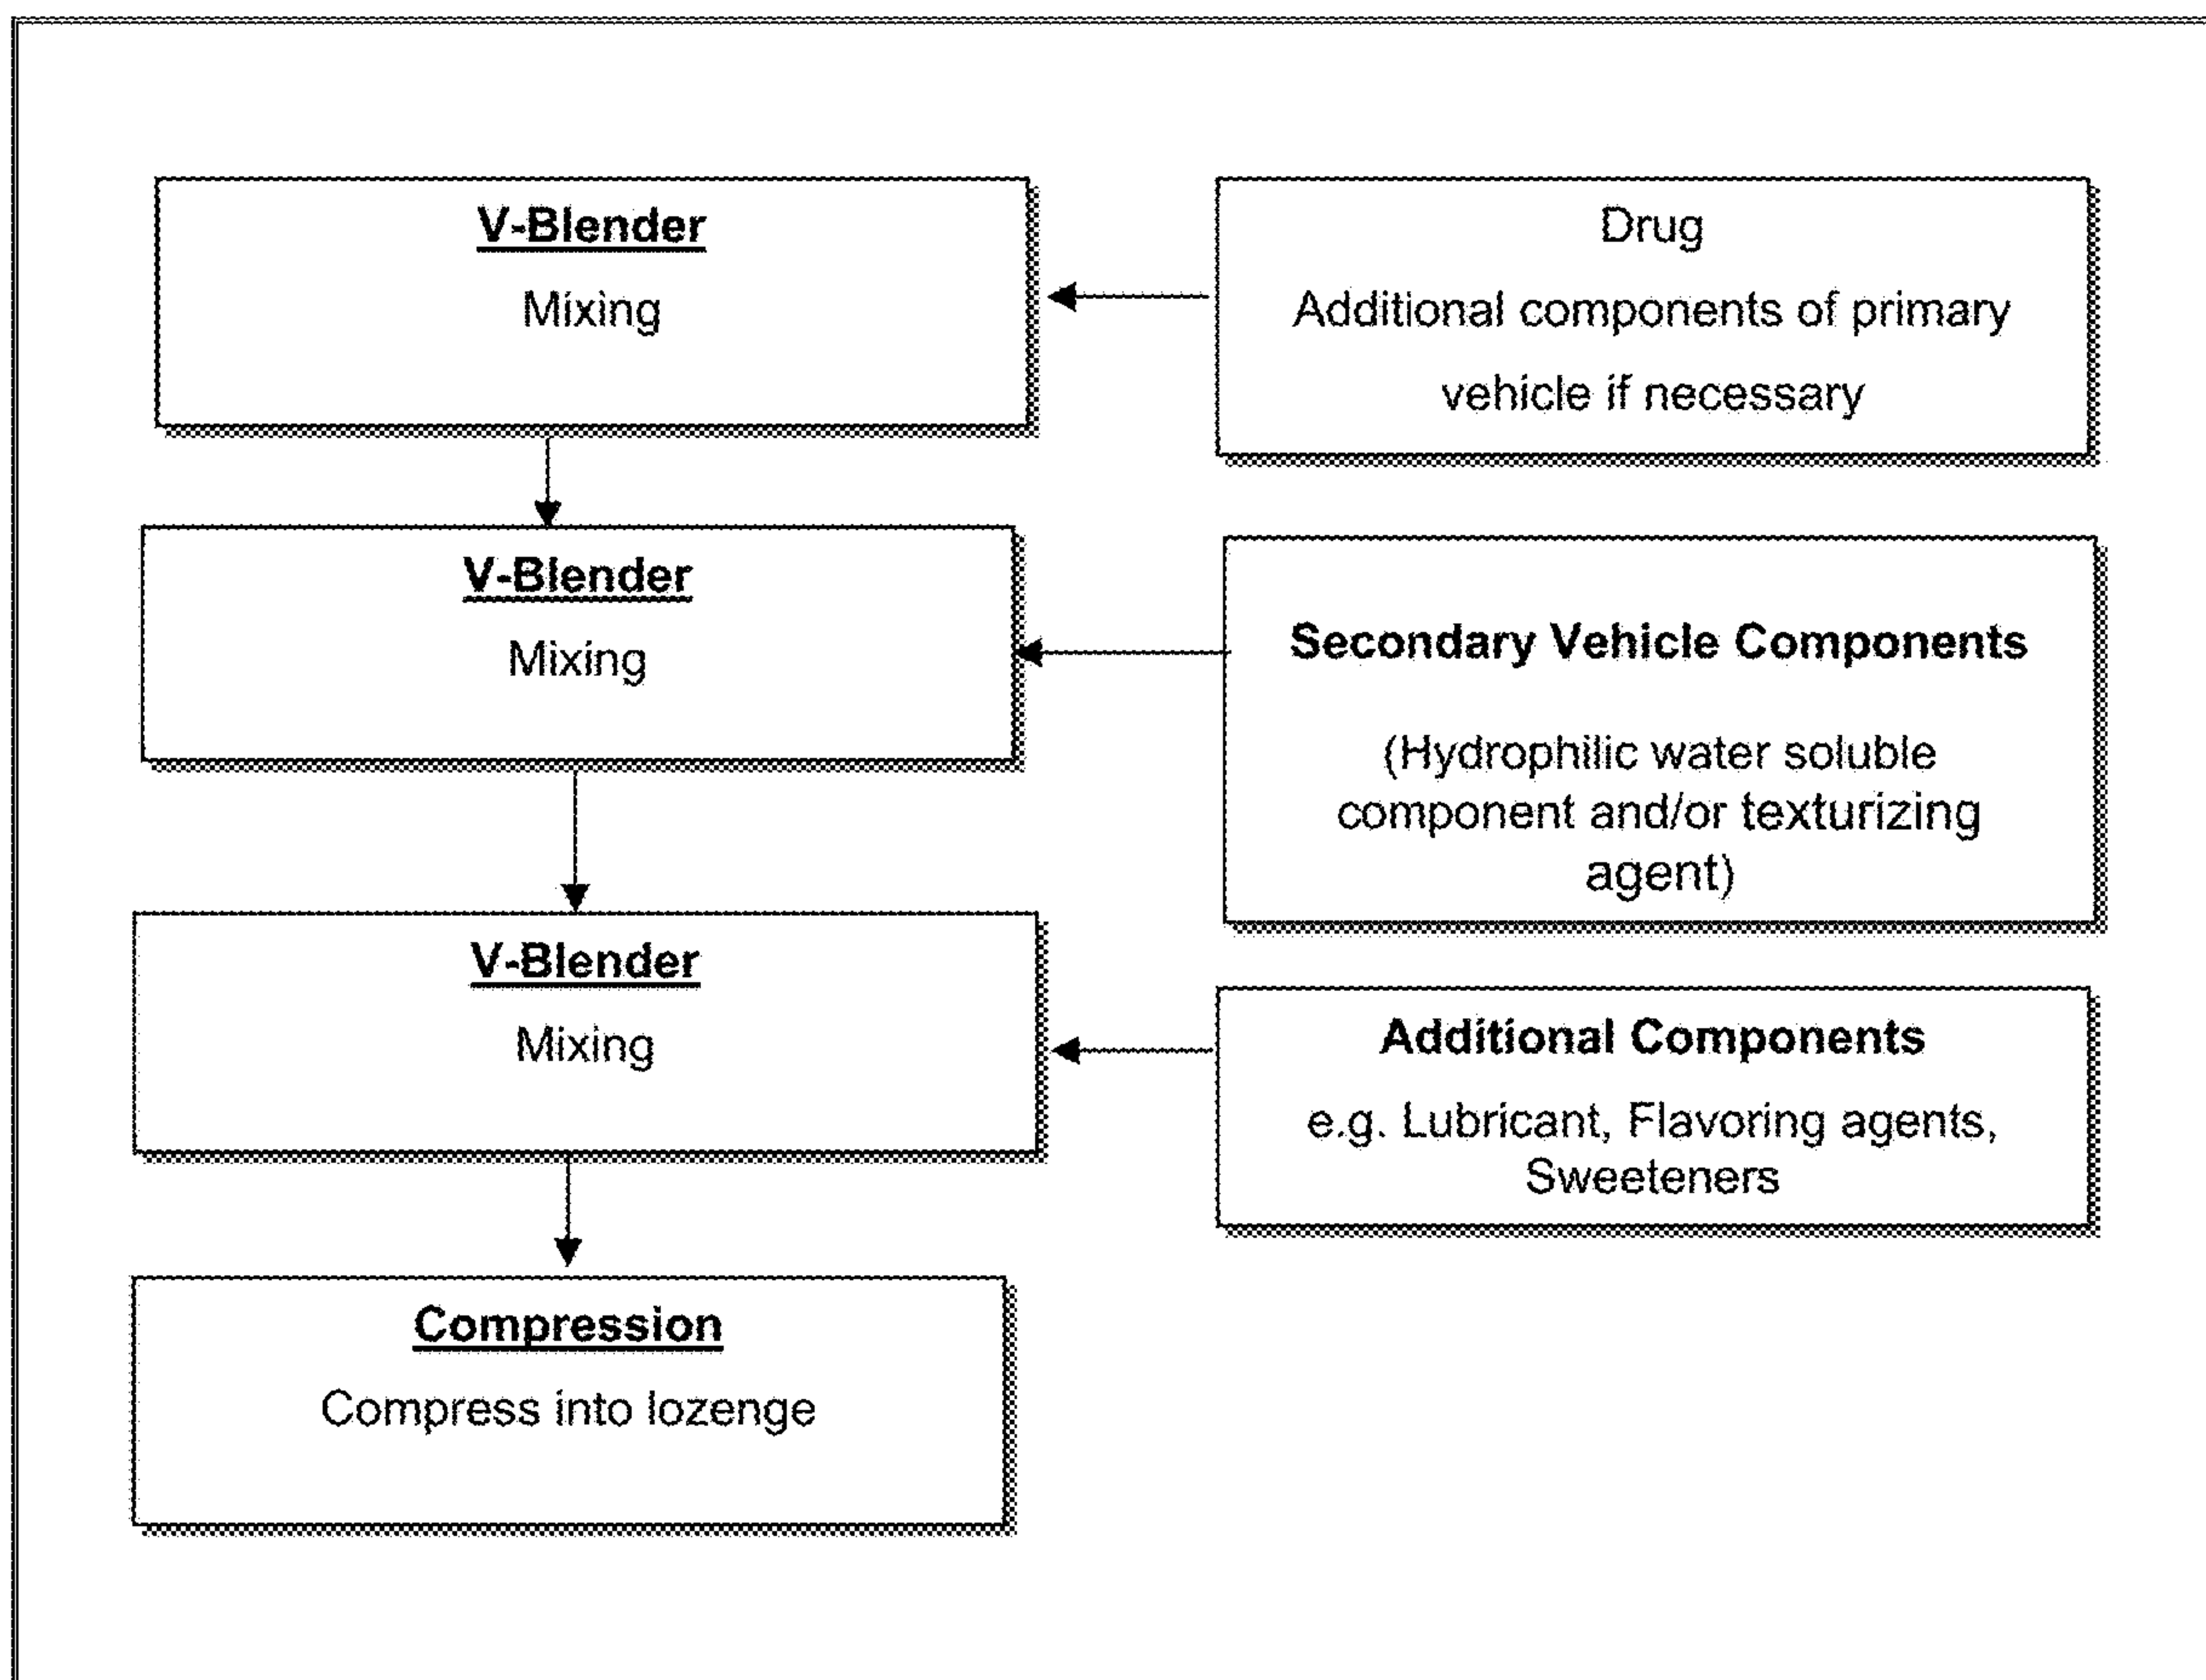 V-Blender
Mixing
Drug
Additional components of primary
vehicle if necessary
V-Blender
Mixing
Secondary Vehicle Components
(Hydrophilic water soluble
component and/or texturizing
agent)
V-Blender
Mixing
Additional Components
e.g. Lubricant, Flavoring agents,
Sweeteners
Compression
Compress into lozenge